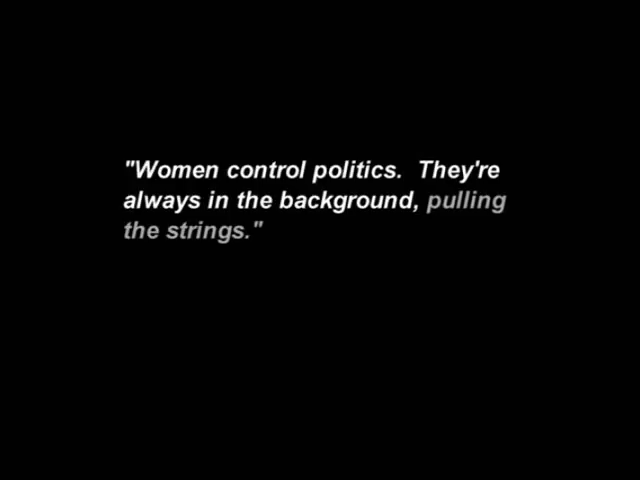 "Women control politics.  They're
always in the background, pulling
the strings."